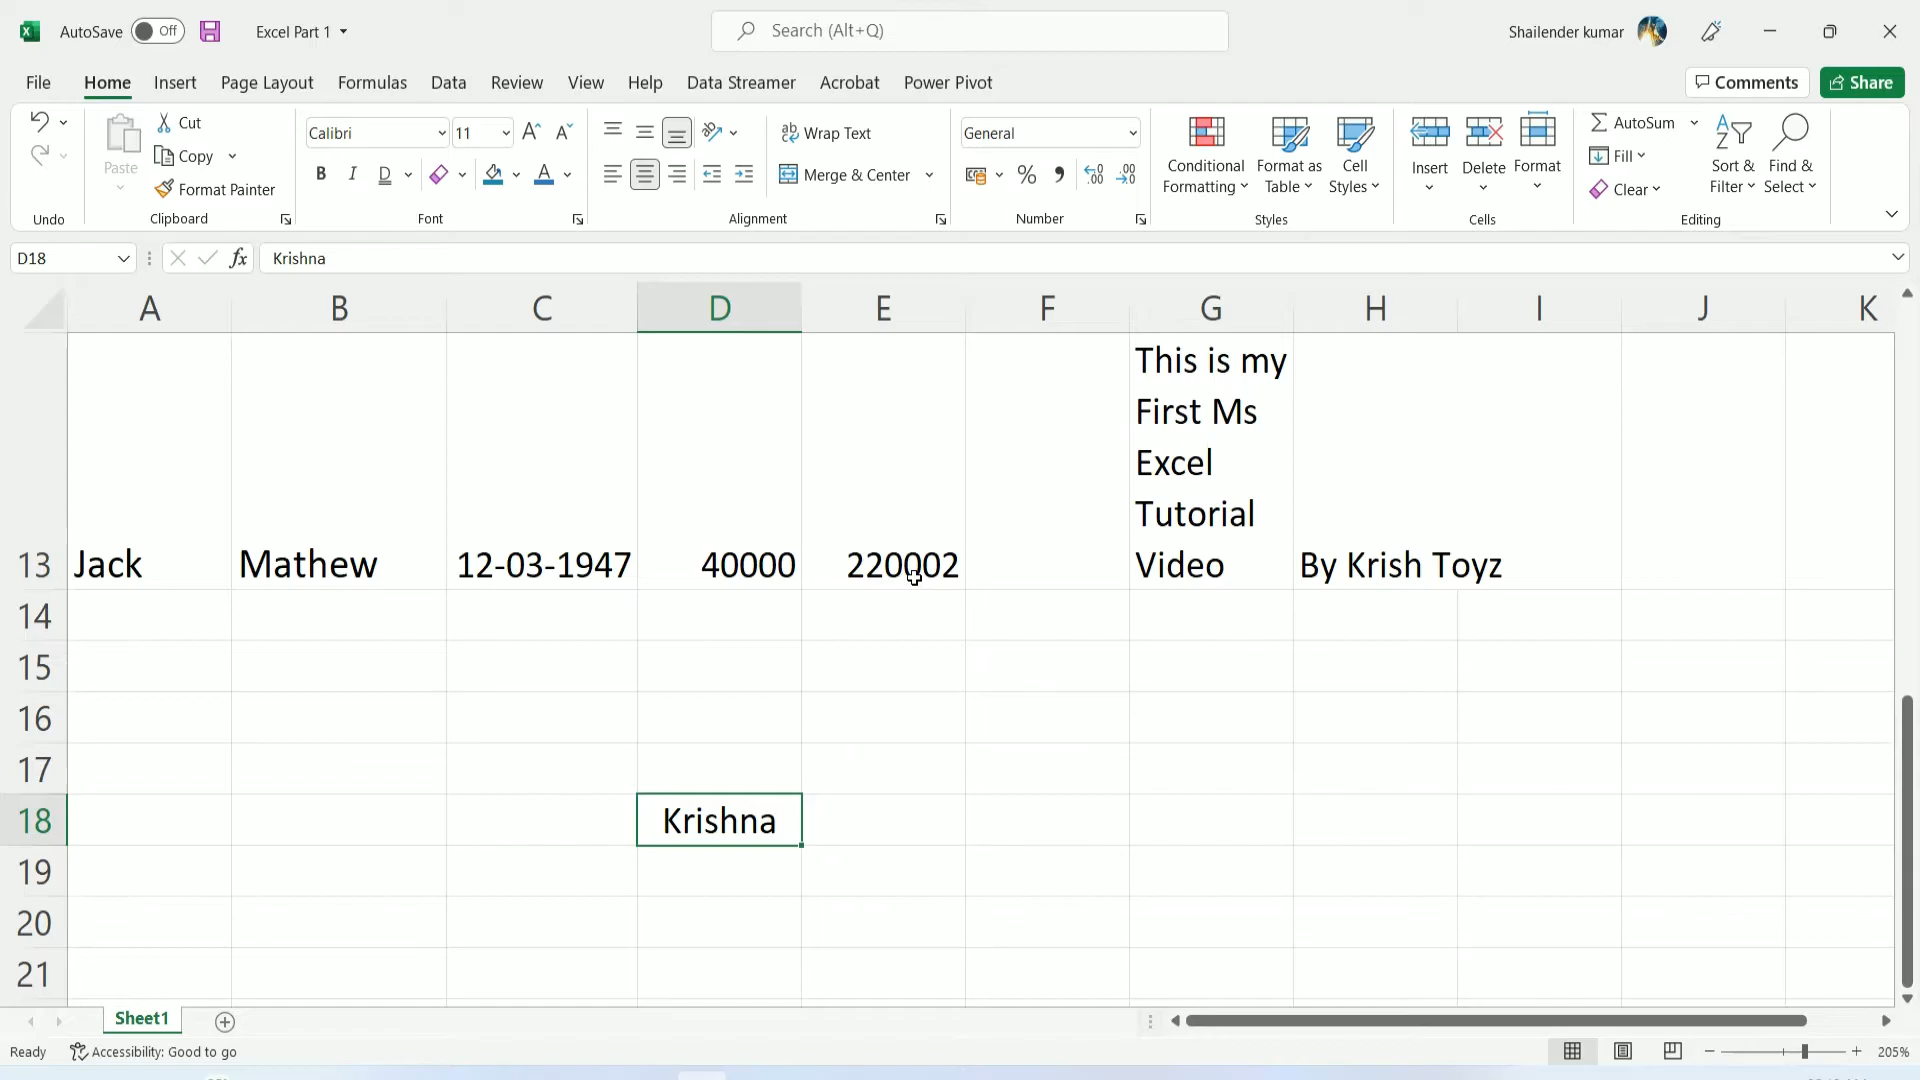 AutoSave Off Excel Part 1 Search (Alt+Q) Shailender kumar
File Home Insert Page Layout Formulas Data Review View Help Data Streamer Acrobat Power Pivot Comments Share
Paste Cut Copy Format Painter
Calibri 11
B I D A
ab Wrap Text
Merge & Center
General
%
Conditional Formatting
Format as Table
Cell Styles
Insert Delete Format
AutoSum
Fill
Clear
Sort & Filter
Find & Select
Undo Clipboard Font Alignment Number Styles Cells Editing
D18 fx Krishna
A B C D E F G H I J K
This is my
First Ms
Excel
Tutorial
13 Jack Mathew 12-03-1947 40000 220002 Video By Krish Toyz
14
15
16
17
18 Krishna
19
20
21
Sheet1
Ready Accessibility: Good to go 205%